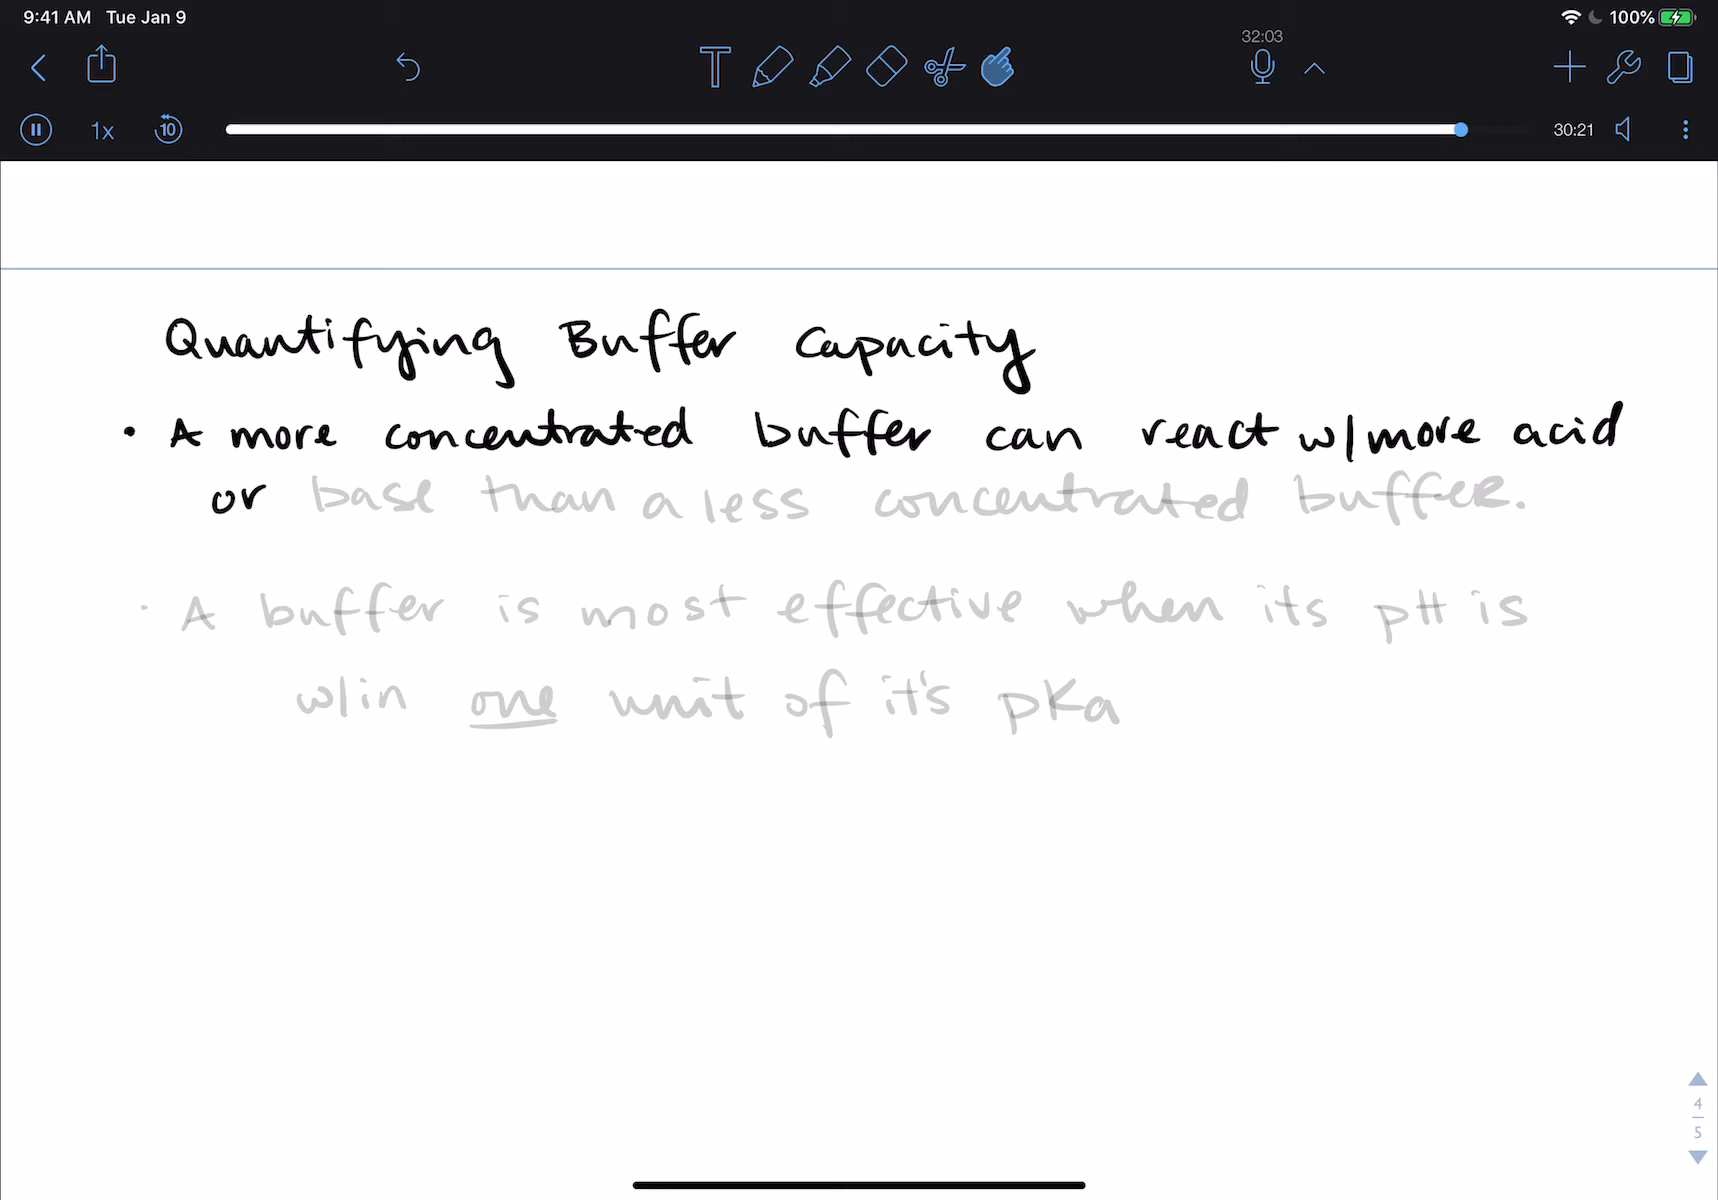 9:41 AM Tue Jan 9
100%
32:03
T
1x
10
30:21
Quantifying Buffer Capacity
• A more concentrated buffer can react w/more acid
or base than a less concentrated buffer.
• A buffer is most effective when its pH is
w/in one unit of it's pKa
4
5